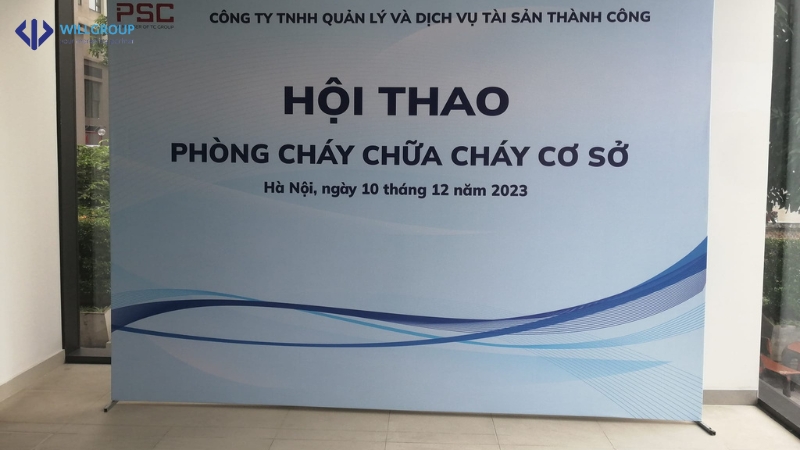 PSC
WILLGROUP
CÔNG TY TNHH QUẢN LÝ VÀ DỊCH VỤ TÀI SẢN THÀNH CÔNG
HỘI THAO
PHÒNG CHÁY CHỮA CHÁY CƠ SỞ
Hà Nội, ngày 10 tháng 12 năm 2023